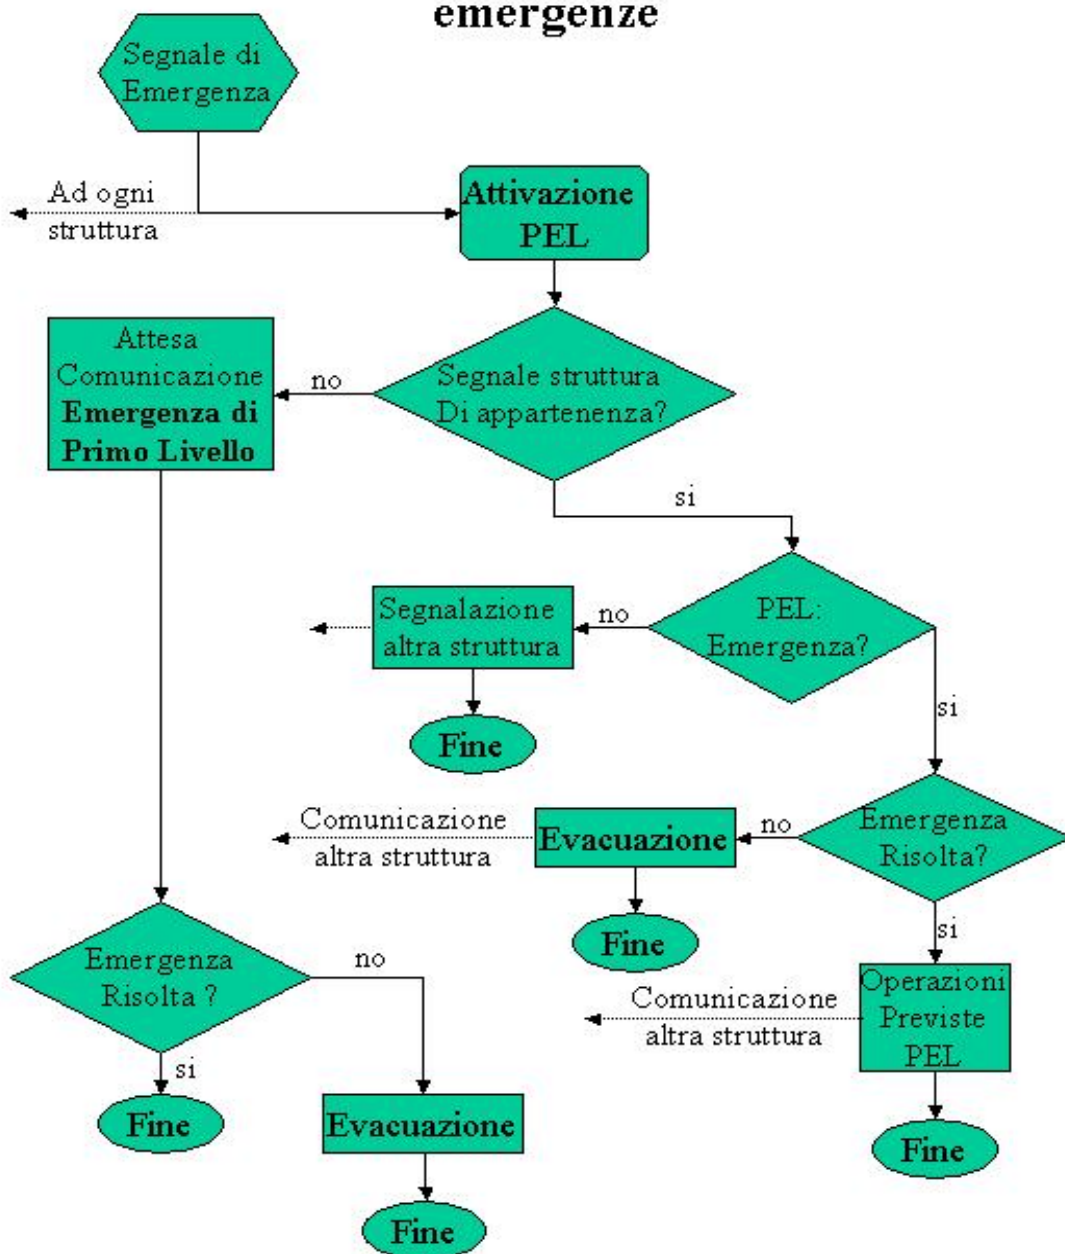 emergenze
Segnale di
Emergenza
Ad ogni
struttura
Attivazione
PEL
Attesa
Comunicazione
Emergenza di
Primo Livello
no
Segnale struttura
Di appartenenza?
si
Segnalazione
altra struttura
no
PEL:
Emergenza?
Fine
si
Comunicazione
altra struttura
Evacuazione
no
Emergenza
Risolta?
Fine
si
Emergenza
Risolta ?
no
Comunicazione
altra struttura
Operazioni
Previste
PEL
si
Fine
Evacuazione
Fine
Fine